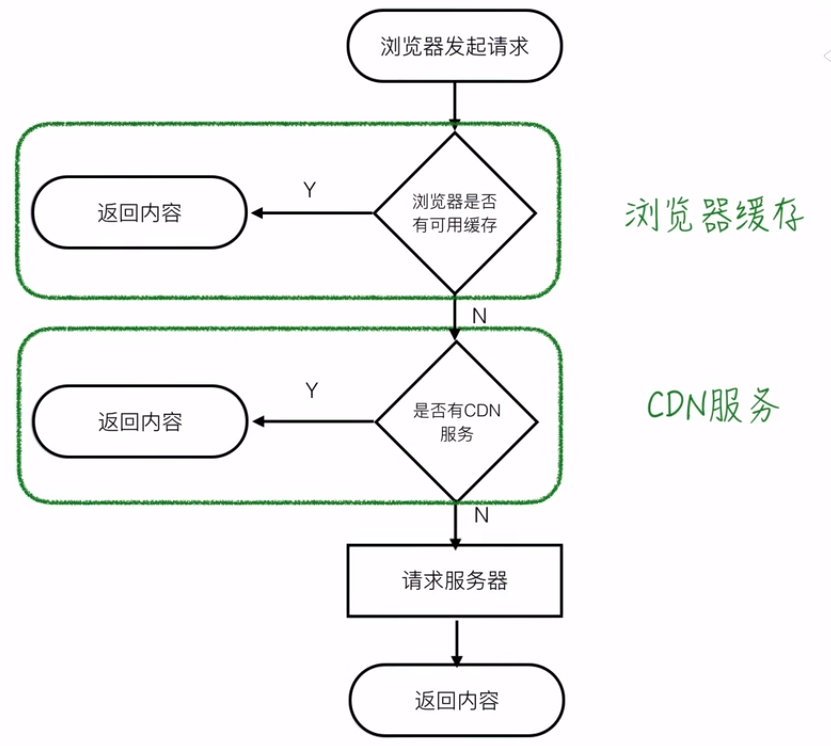 浏览器发起请求
浏览器是否
有可用缓存
Y
返回内容
浏览器缓存
N
是否有CDN
服务
Y
返回内容
CDN服务
N
请求服务器
返回内容